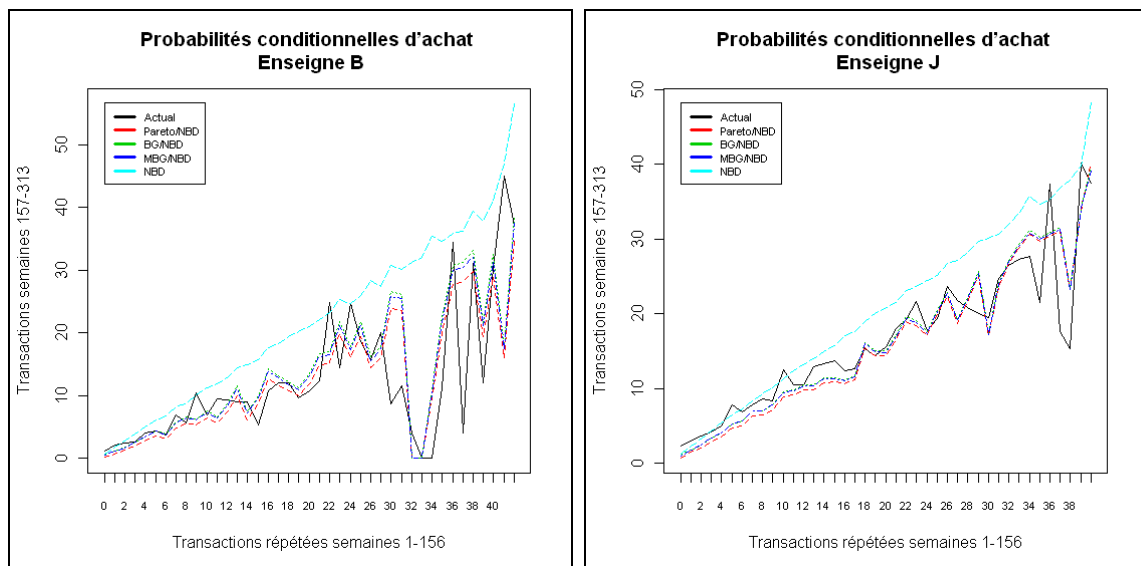 Probabilités conditionnelles d'achat
Enseigne B
Actual
Pareto/NBD
BG/NBD
MBG/NBD
NBD
Transactions semaines 157-313
0 10 20 30 40 50
0 2 4 6 8 10 12 14 16 18 20 22 24 26 28 30 32 34 36 38 40
Transactions répétées semaines 1-156
Probabilités conditionnelles d'achat
Enseigne J
Actual
Pareto/NBD
BG/NBD
MBG/NBD
NBD
Transactions semaines 157-313
0 10 20 30 40 50
0 2 4 6 8 10 12 14 16 18 20 22 24 26 28 30 32 34 36 38
Transactions répétées semaines 1-156